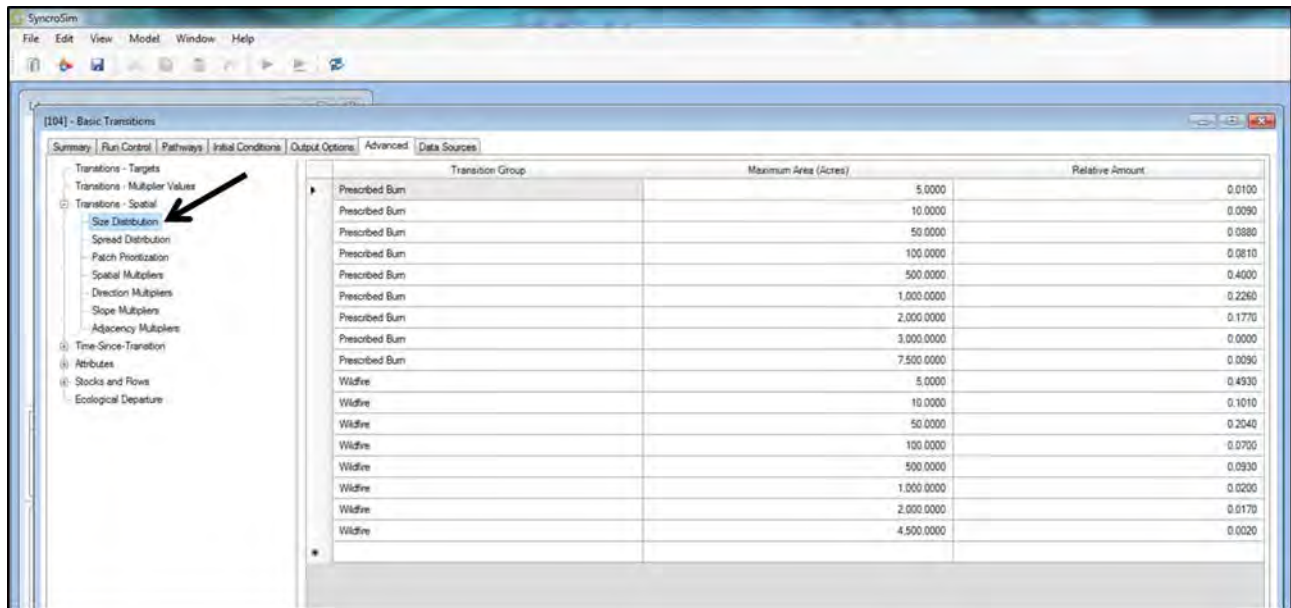 SyncroSim
File Edit View Model Window Help
[104] - Basic Transitions
Summary Run Control Pathways Initial Conditions Output Options Advanced Data Sources
Transitions - Targets
Transitions - Multiplier Values
Transitions - Spatial
Size Distribution
Spread Distribution
Patch Prioritization
Spatial Multipliers
Direction Multipliers
Slope Multipliers
Adjacency Multipliers
Time-Since-Transition
Attributes
Stocks and Flows
Ecological Departure
Transition Group Maximum Area (Acres) Relative Amount
Prescribed Burn 5.0000 0.0100
Prescribed Burn 10.0000 0.0090
Prescribed Burn 50.0000 0.0880
Prescribed Burn 100.0000 0.0810
Prescribed Burn 500.0000 0.4000
Prescribed Burn 1,000.0000 0.2260
Prescribed Burn 2,000.0000 0.1770
Prescribed Burn 3,000.0000 0.0000
Prescribed Burn 7,500.0000 0.0090
Wildfire 5.0000 0.4930
Wildfire 10.0000 0.1010
Wildfire 50.0000 0.2040
Wildfire 100.0000 0.0700
Wildfire 500.0000 0.0930
Wildfire 1,000.0000 0.0200
Wildfire 2,000.0000 0.0170
Wildfire 4,500.0000 0.0020